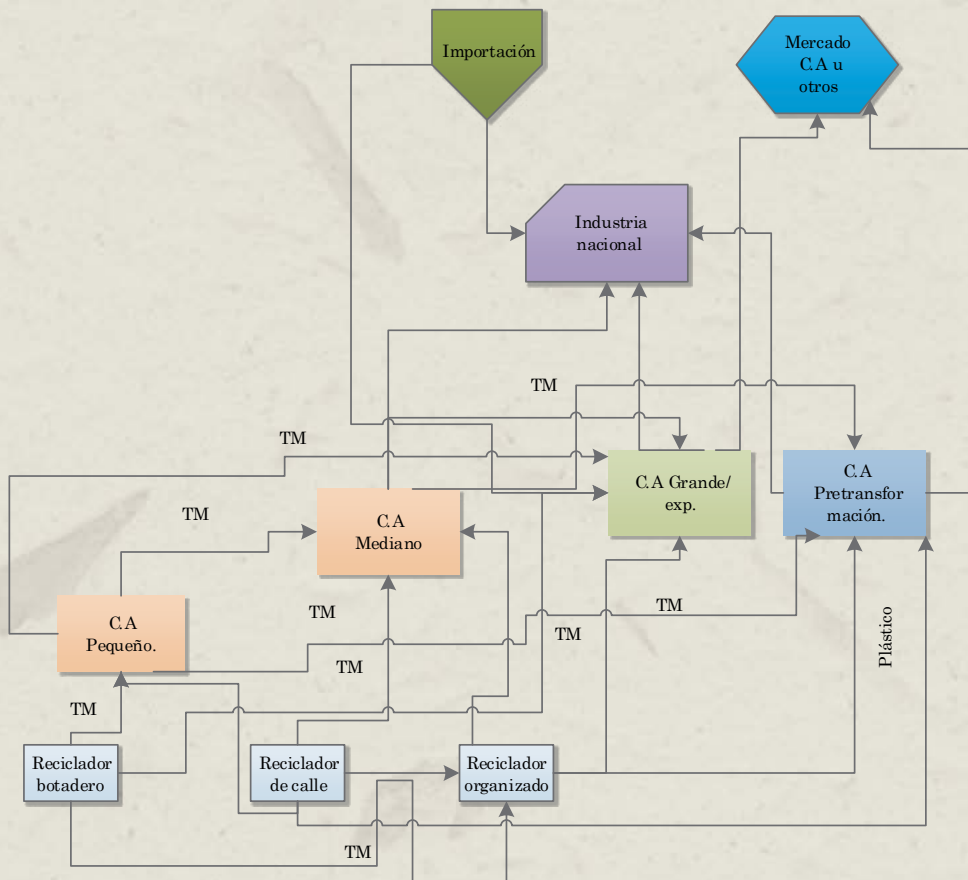 Importación
Mercado
C.A u
otros
Industria
nacional
TM
TM
C.A
Pretransfor
mación.
C.A Grande/
exp.
TM
C.A
Mediano
TM
TM
C.A
Pequeño.
TM
TM
Plástico
TM
Reciclador
botadero
Reciclador
de calle
Reciclador
organizado
TM